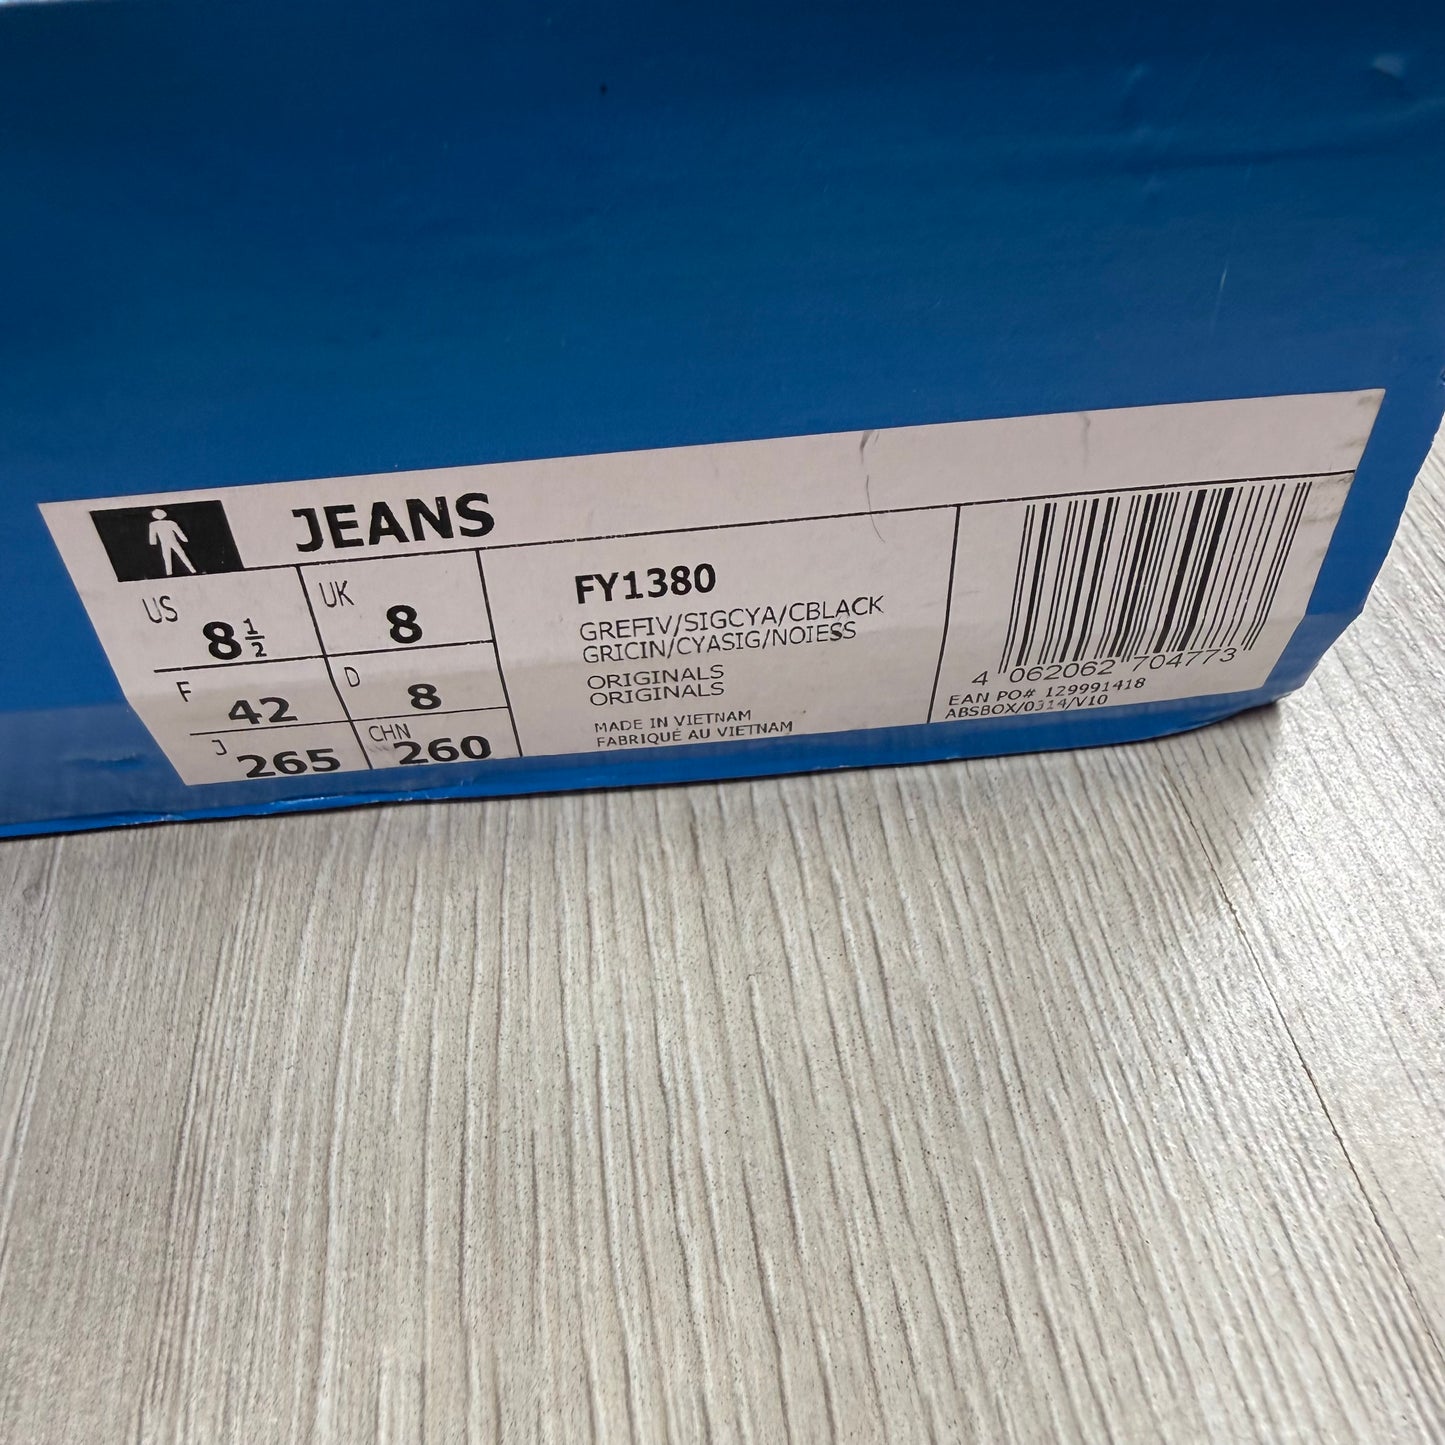 JEANS
US 8 1/2 UK 8
F 42 D 8
J 265 CHN 260
FY1380
GREFIV/SIGCYA/CBLACK
GRICIN/CYASIG/NOIESS
ORIGINALS
ORIGINALS
MADE IN VIETNAM
FABRIQUÉ AU VIETNAM
4 062062 704773
EAN PO# 129991418
ABSBOX/0314/V10